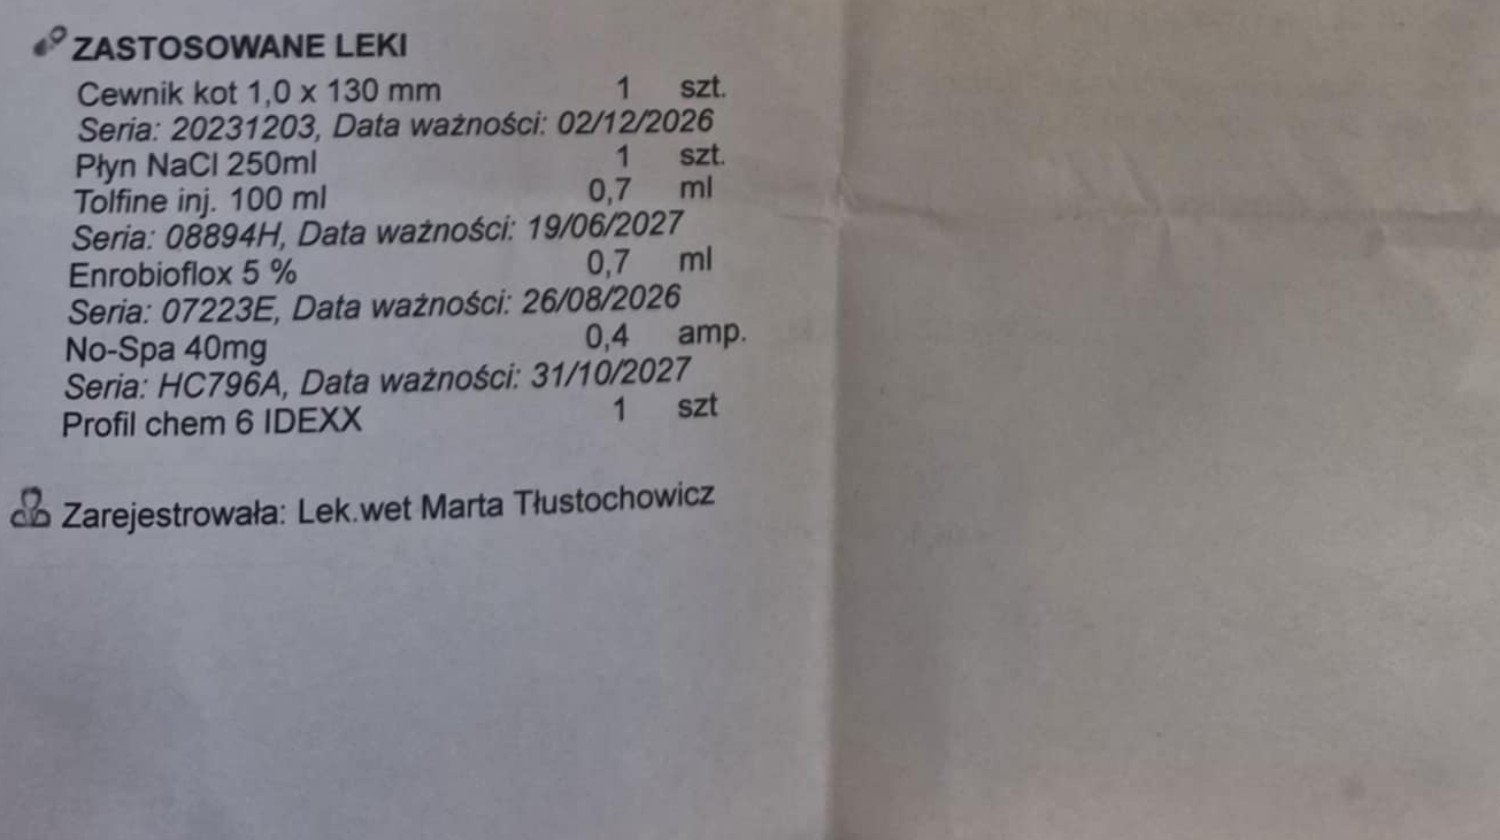 ZASTOSOWANE LEKI
Cewnik kot 1,0 x 130 mm 1 szt.
Seria: 20231203, Data ważności: 02/12/2026
Płyn NaCl 250ml 1 szt.
Tolfine inj. 100 ml 0,7 ml
Seria: 08894H, Data ważności: 19/06/2027
Enrobioflox 5 % 0,7 ml
Seria: 07223E, Data ważności: 26/08/2026
No-Spa 40mg 0,4 amp.
Seria: HC796A, Data ważności: 31/10/2027
Profil chem 6 IDEXX 1 szt
Zarejestrowała: Lek.wet Marta Tłustochowicz